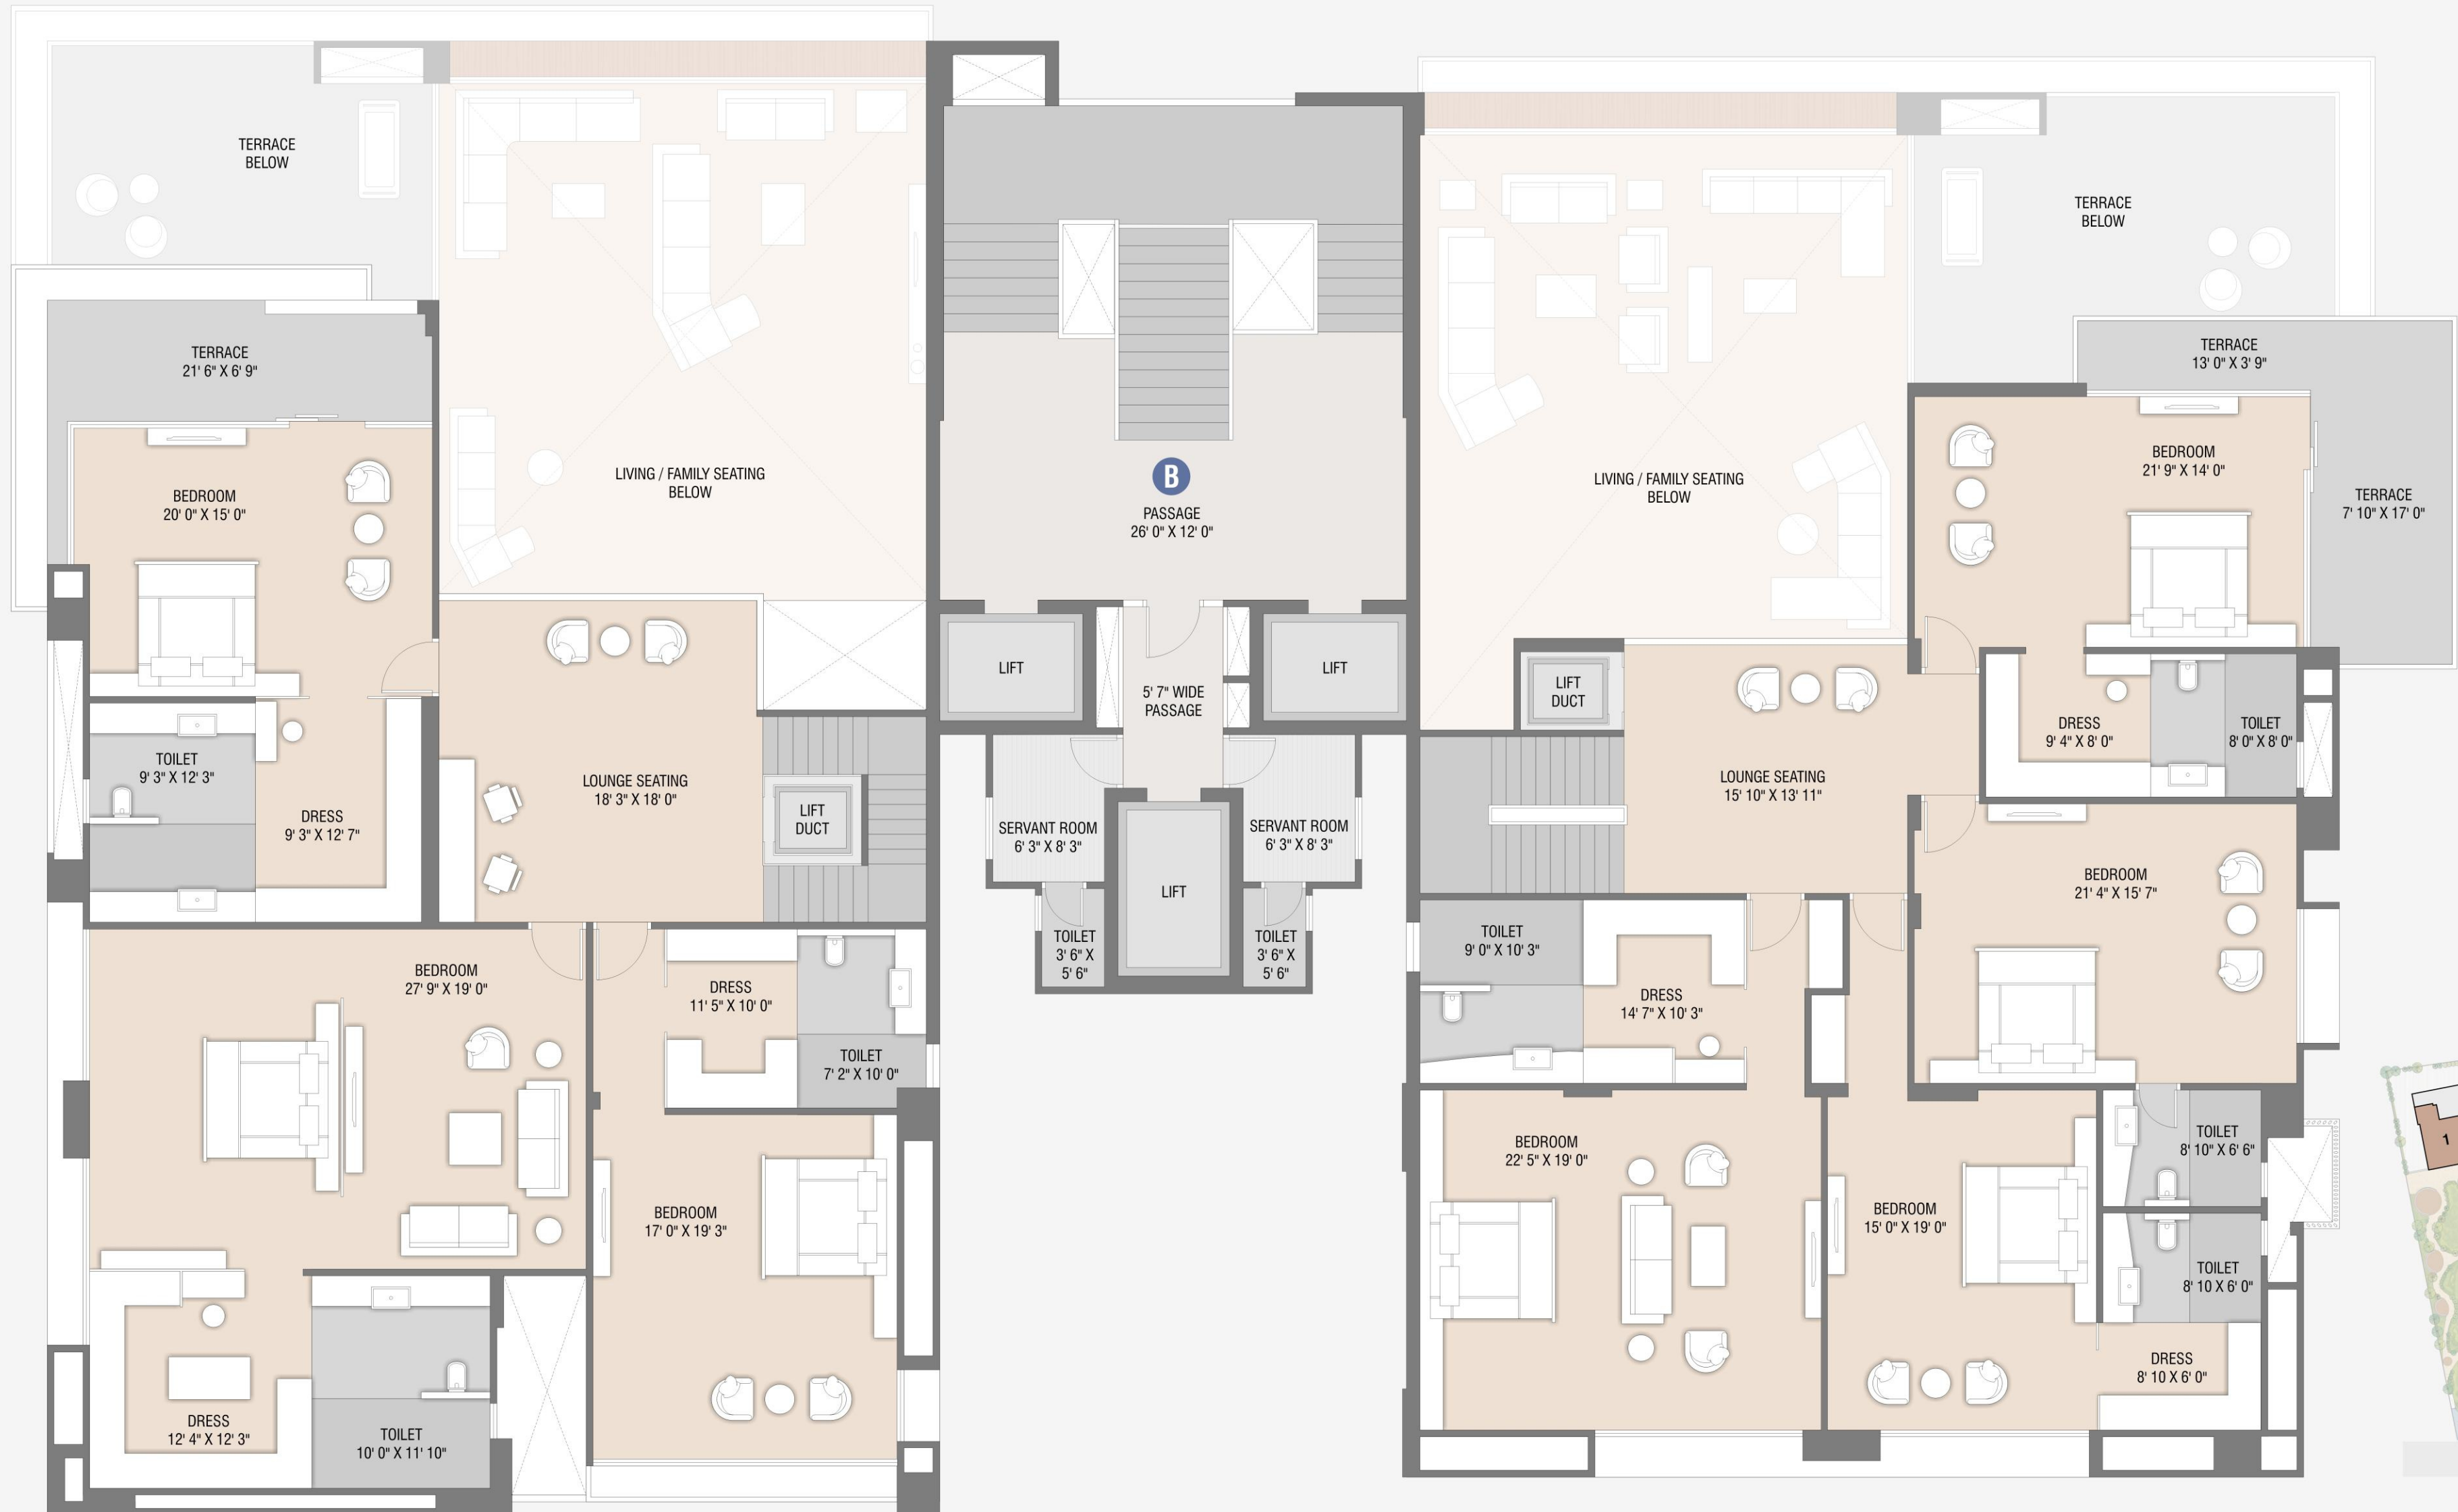 TERRACE
BELOW
TERRACE
21' 6" X 6' 9"
BEDROOM
20' 0" X 15' 0"
LIVING / FAMILY SEATING
BELOW
TOILET
9' 3" X 12' 3"
DRESS
9' 3" X 12' 7"
LOUNGE SEATING
18' 3" X 18' 0"
LIFT
DUCT
BEDROOM
27' 9" X 19' 0"
DRESS
11' 5" X 10' 0"
TOILET
7' 2" X 10' 0"
BEDROOM
17' 0" X 19' 3"
DRESS
12' 4" X 12' 3"
TOILET
10' 0" X 11' 10"
B
PASSAGE
26' 0" X 12' 0"
LIFT
5' 7" WIDE
PASSAGE
LIFT
SERVANT ROOM
6' 3" X 8' 3"
SERVANT ROOM
6' 3" X 8' 3"
LIFT
TOILET
3' 6" X
5' 6"
TOILET
3' 6" X
5' 6"
TERRACE
BELOW
TERRACE
13' 0" X 3' 9"
BEDROOM
21' 9" X 14' 0"
TERRACE
7' 10" X 17' 0"
LIVING / FAMILY SEATING
BELOW
LIFT
DUCT
DRESS
9' 4" X 8' 0"
TOILET
8' 0" X 8' 0"
LOUNGE SEATING
15' 10" X 13' 11"
BEDROOM
21' 4" X 15' 7"
TOILET
9' 0" X 10' 3"
DRESS
14' 7" X 10' 3"
BEDROOM
22' 5" X 19' 0"
BEDROOM
15' 0" X 19' 0"
TOILET
8' 10" X 6' 6"
TOILET
8' 10 X 6' 0"
DRESS
8' 10 X 6' 0"
1